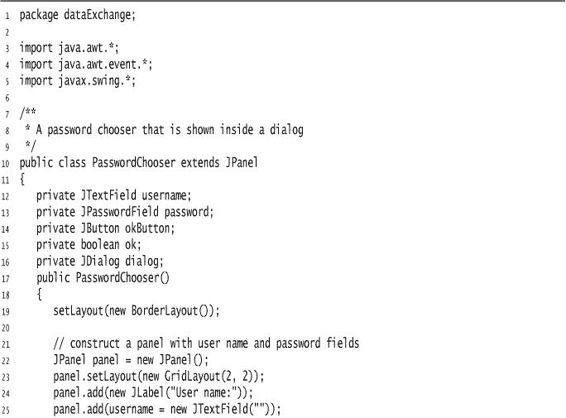 1 package dataExchange;
2
3 import java.awt.*;
4 import java.awt.event.*;
5 import javax.swing.*;
6
7 /**
8  * A password chooser that is shown inside a dialog
9  */
10 public class PasswordChooser extends JPanel
11 {
12    private JTextField username;
13    private JPasswordField password;
14    private JButton okButton;
15    private boolean ok;
16    private JDialog dialog;
17    public PasswordChooser()
18    {
19       setLayout(new BorderLayout());
20
21       // construct a panel with user name and password fields
22       JPanel panel = new JPanel();
23       panel.setLayout(new GridLayout(2, 2));
24       panel.add(new JLabel("User name:"));
25       panel.add(username = new JTextField(""));